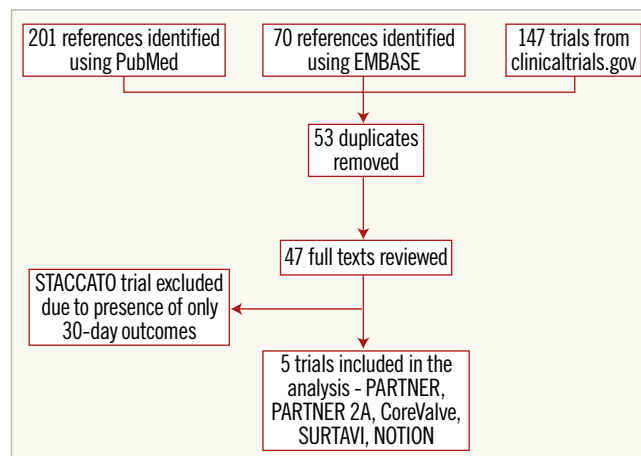 201 references identified
using PubMed
70 references identified
using EMBASE
147 trials from
clinicaltrials.gov
53 duplicates
removed
47 full texts reviewed
STACCATO trial excluded
due to presence of only
30-day outcomes
5 trials included in the
analysis - PARTNER,
PARTNER 2A, CoreValve,
SURTAVI, NOTION